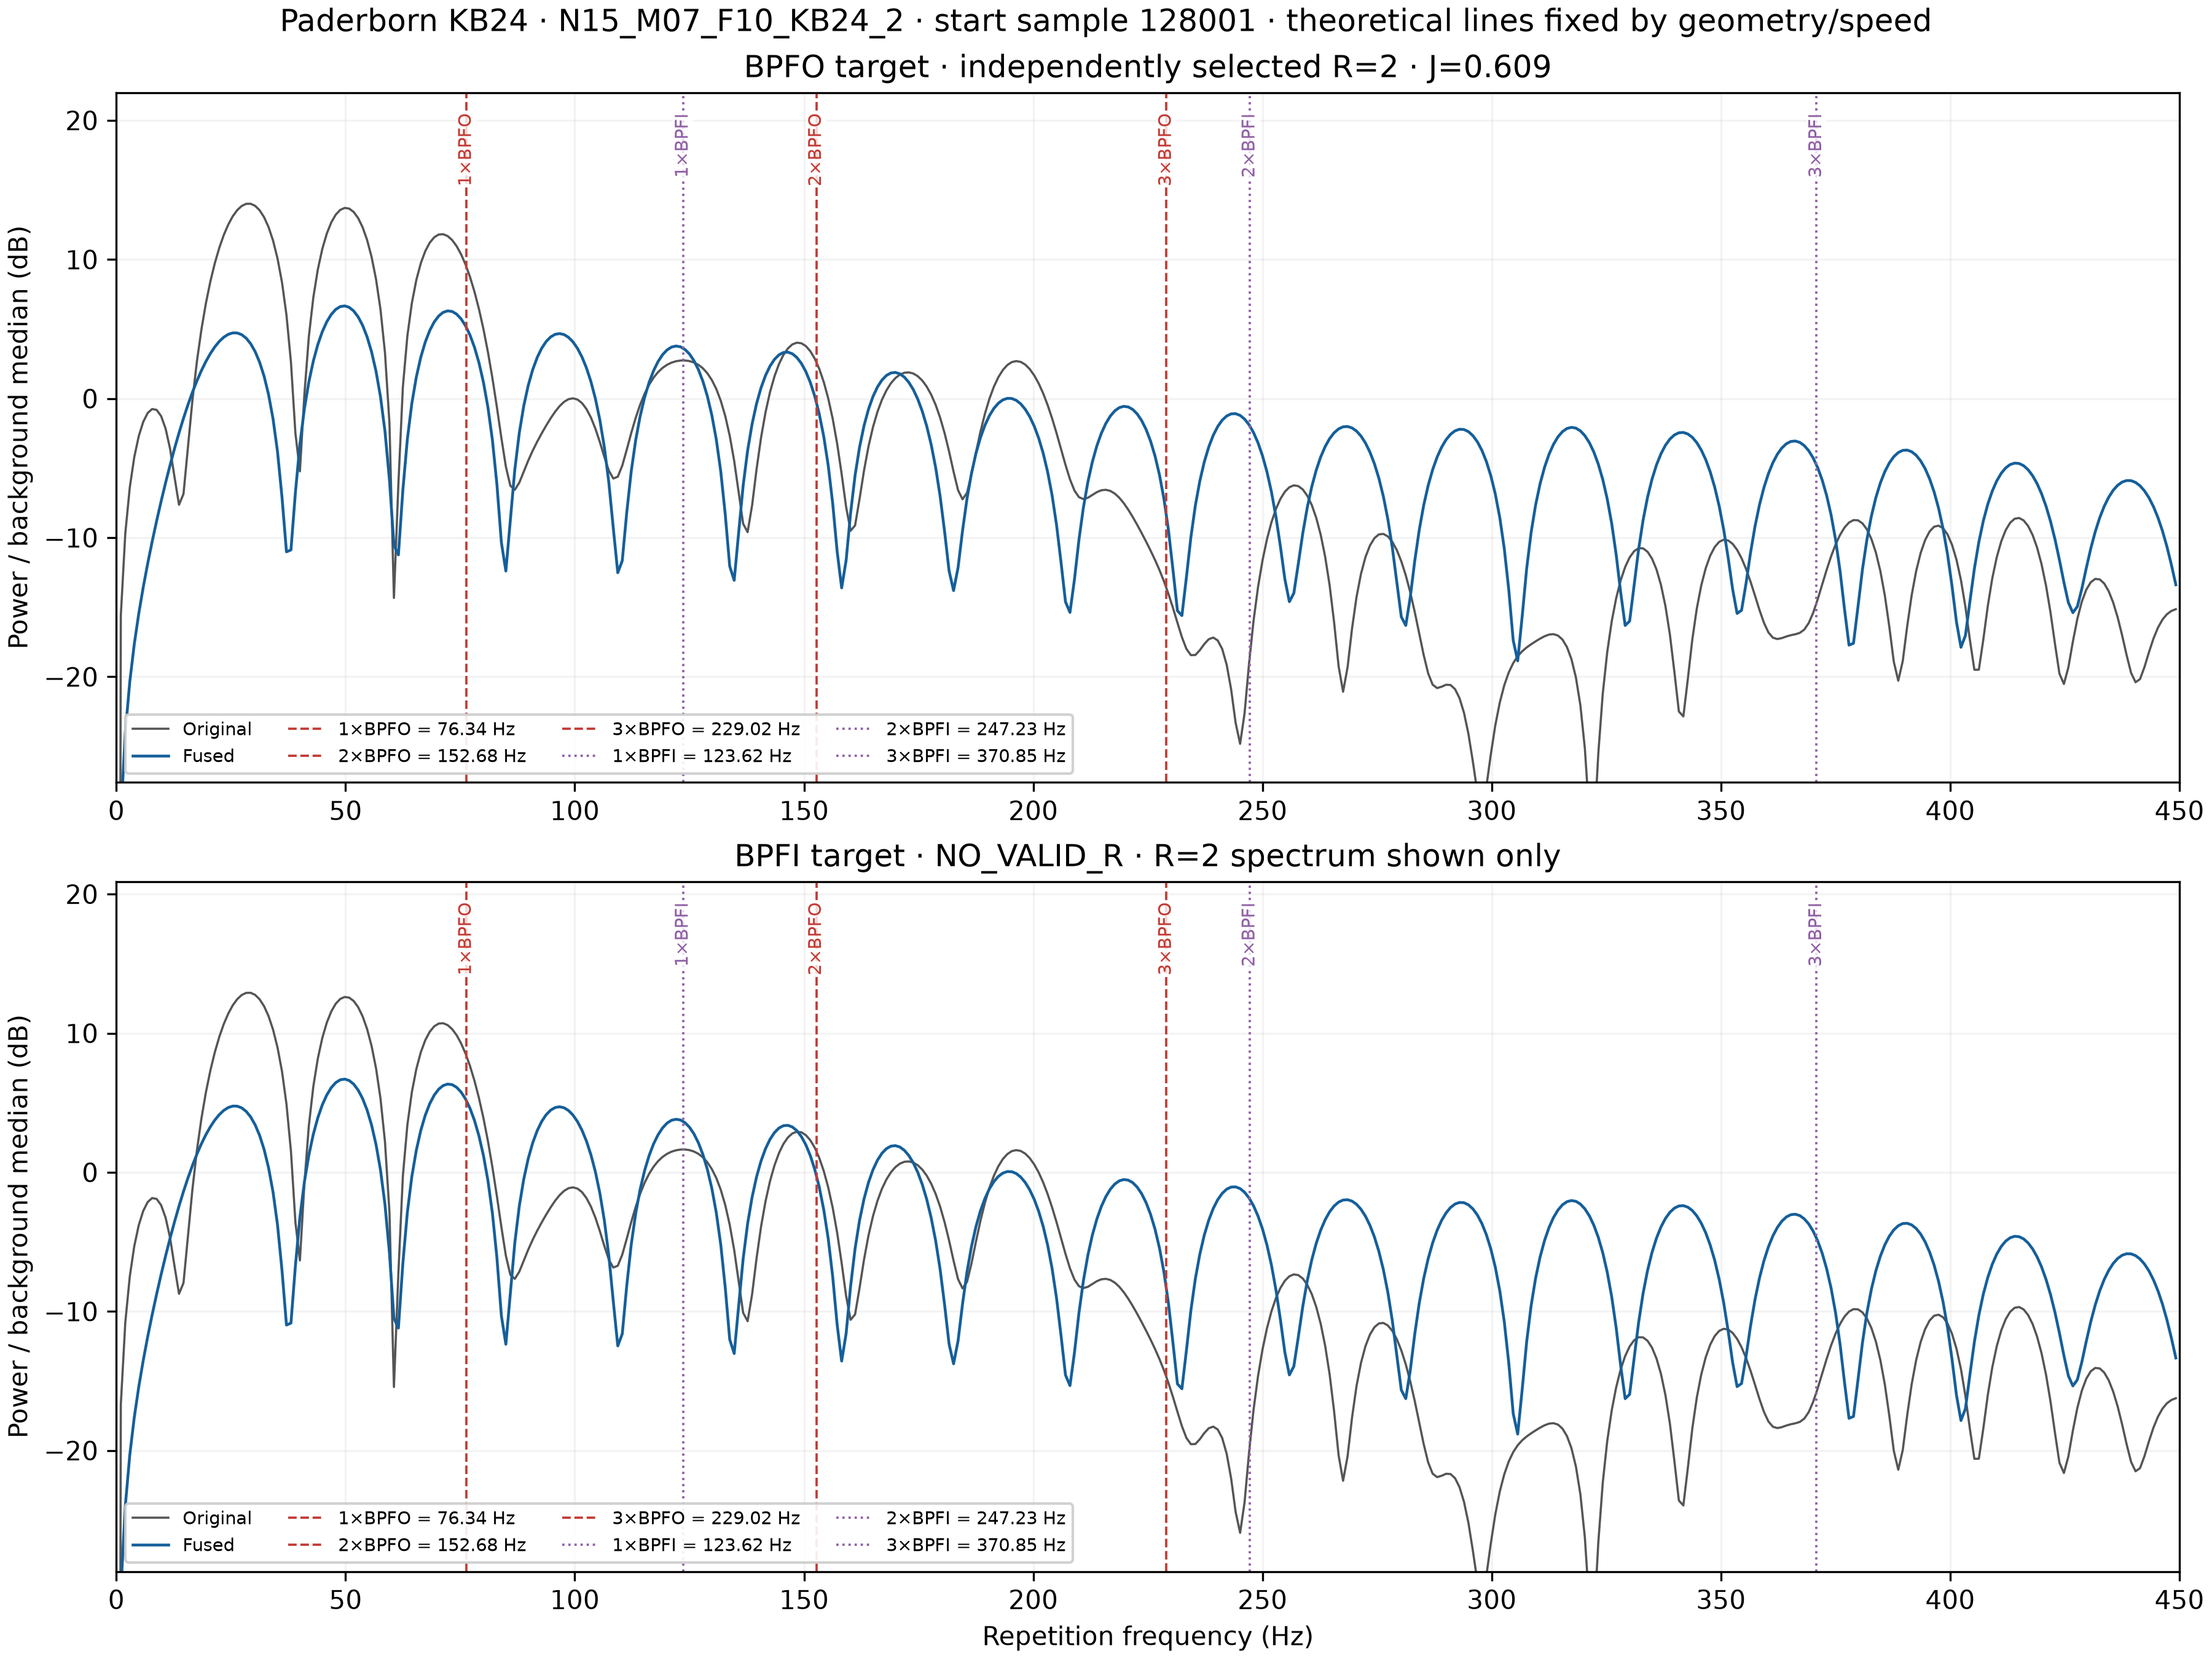 Paderborn KB24 · N15_M07_F10_KB24_2 · start sample 128001 · theoretical lines fixed by geometry/speed
BPFO target · independently selected R=2 · J=0.609
Power / background median (dB)
20
10
0
−10
−20
1×BPFO
1×BPFI
2×BPFO
3×BPFO
2×BPFI
3×BPFI
Original
Fused
1×BPFO = 76.34 Hz
2×BPFO = 152.68 Hz
3×BPFO = 229.02 Hz
1×BPFI = 123.62 Hz
2×BPFI = 247.23 Hz
3×BPFI = 370.85 Hz
0 50 100 150 200 250 300 350 400 450
BPFI target · NO_VALID_R · R=2 spectrum shown only
Power / background median (dB)
20
10
0
−10
−20
1×BPFO
1×BPFI
2×BPFO
3×BPFO
2×BPFI
3×BPFI
Original
Fused
1×BPFO = 76.34 Hz
2×BPFO = 152.68 Hz
3×BPFO = 229.02 Hz
1×BPFI = 123.62 Hz
2×BPFI = 247.23 Hz
3×BPFI = 370.85 Hz
0 50 100 150 200 250 300 350 400 450
Repetition frequency (Hz)